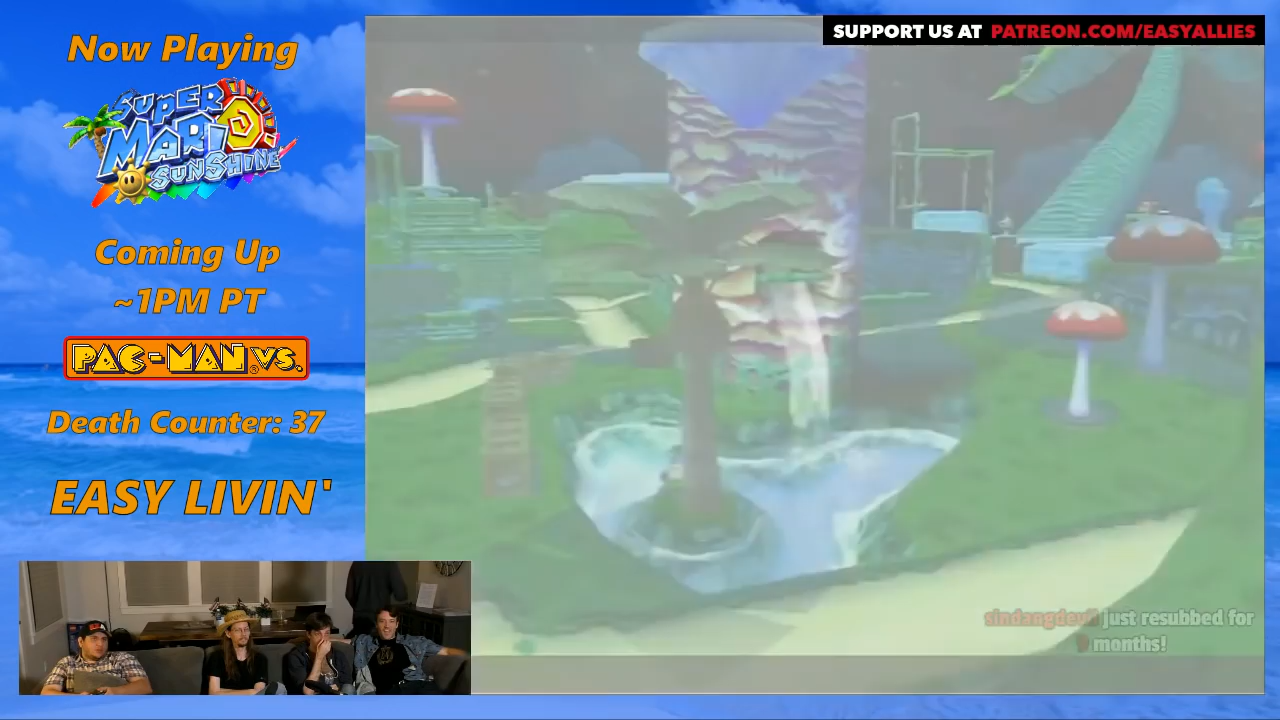 Now Playing
SUPER
MARIO
SUNSHINE
Coming Up
~1PM PT
PAC-MAN® VS.
Death Counter: 37
EASY LIVIN'
SUPPORT US AT PATREON.COM/EASYALLIES
just resubbed for
9 months!